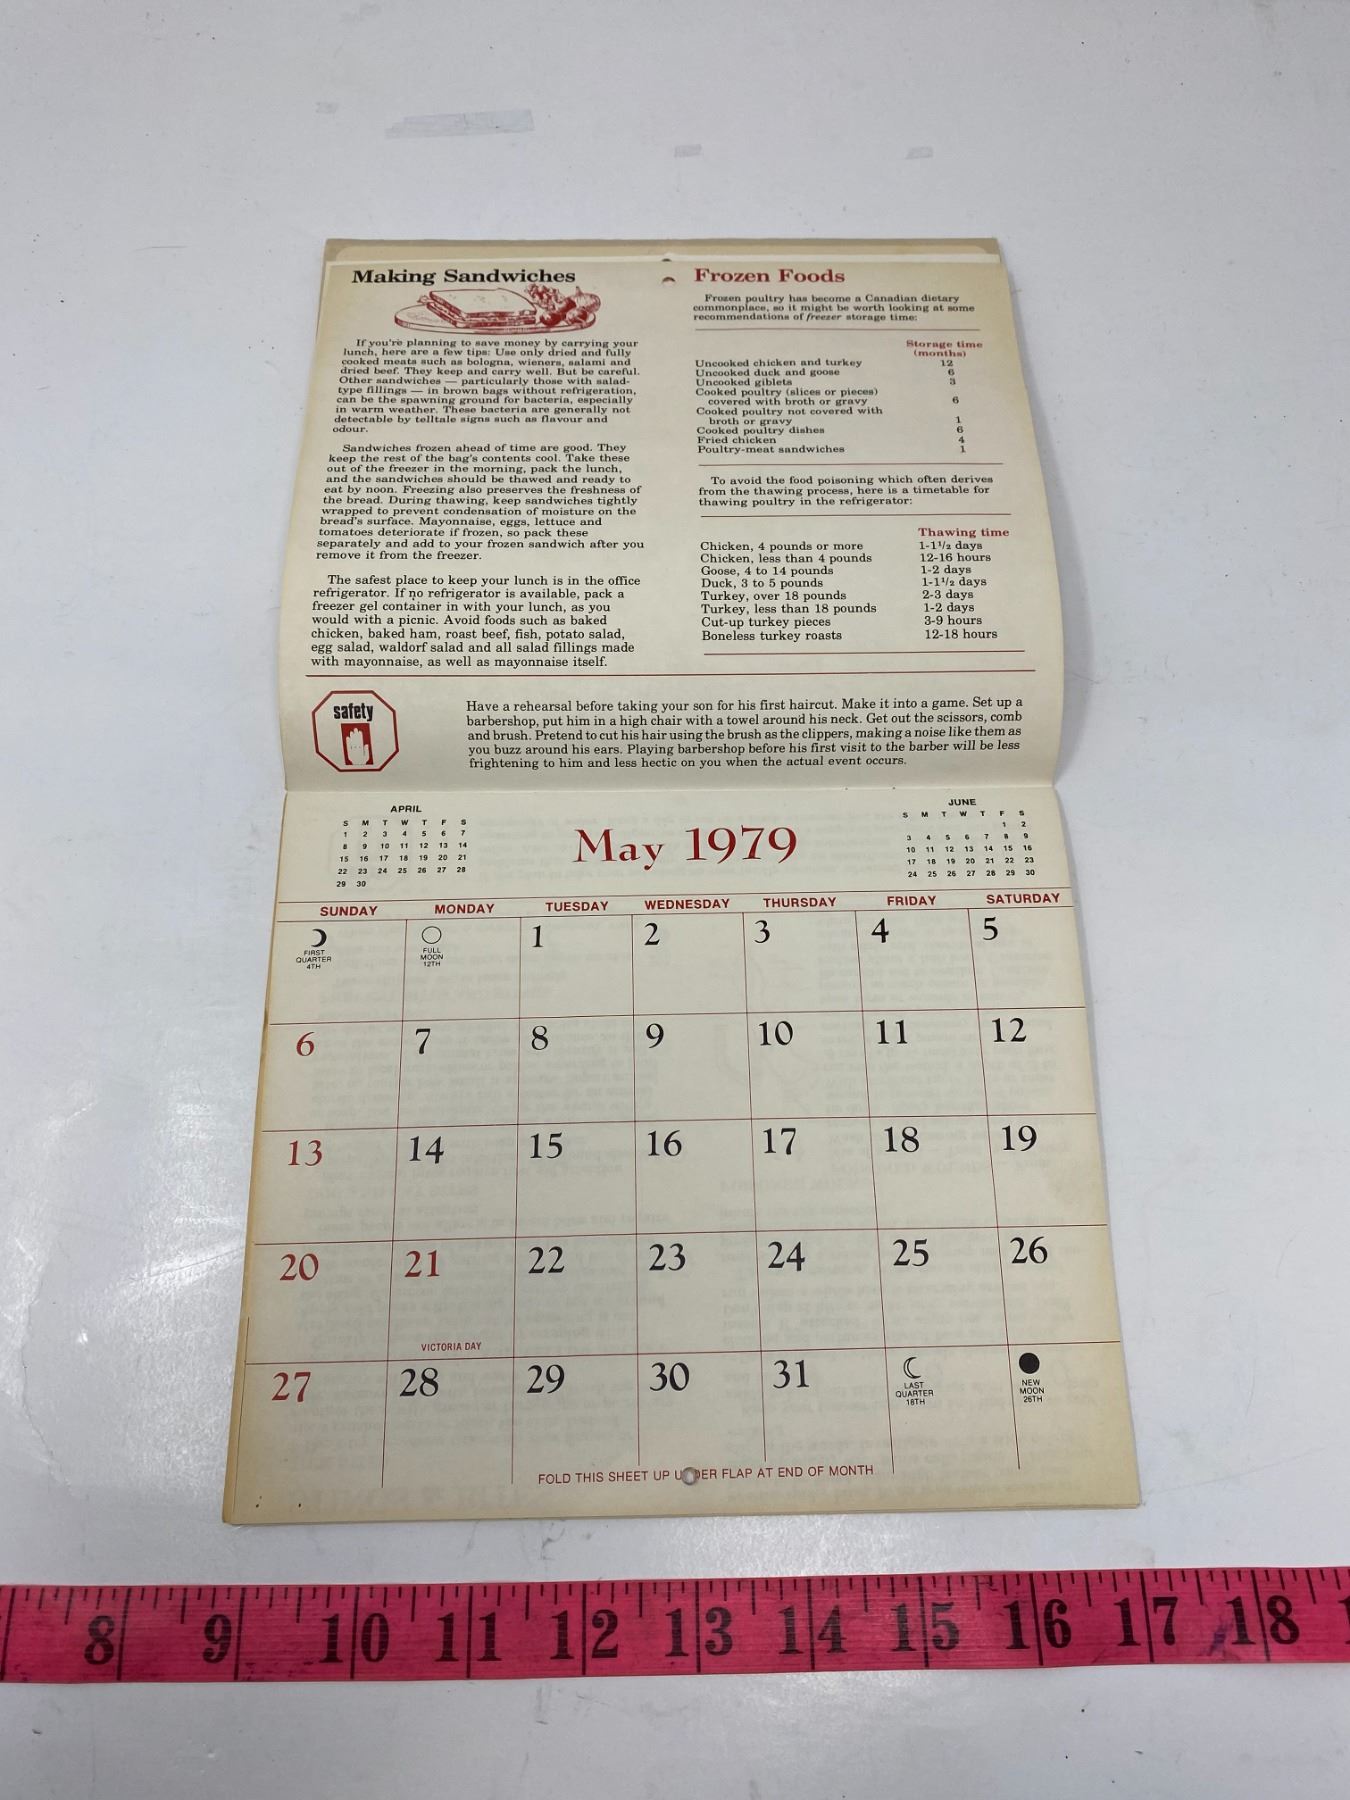 Making Sandwiches
If you're planning to save money by carrying your
lunch, here are a few tips: Use only dried and fully
cooked meats such as bologna, wieners, salami and
dried beef. They keep and carry well. But be careful.
Other sandwiches — particularly those with salad-
type fillings — in brown bags without refrigeration,
can be the spawning ground for bacteria, especially
in warm weather. These bacteria are generally not
detectable by telltale signs such as flavour and
odour.
Sandwiches frozen ahead of time are good. They
keep the rest of the bag's contents cool. Take these
out of the freezer in the morning, pack the lunch,
and the sandwiches should be thawed and ready to
eat by noon. Freezing also preserves the freshness of
the bread. During thawing, keep sandwiches tightly
wrapped to prevent condensation of moisture on the
bread's surface. Mayonnaise, eggs, lettuce and
tomatoes deteriorate if frozen, so pack these
separately and add to your frozen sandwich after you
remove it from the freezer.
The safest place to keep your lunch is in the office
refrigerator. If no refrigerator is available, pack a
freezer gel container in with your lunch, as you
would with a picnic. Avoid foods such as baked
chicken, baked ham, roast beef, fish, potato salad,
egg salad, waldorf salad and all salad fillings made
with mayonnaise, as well as mayonnaise itself.
Frozen Foods
Frozen poultry has become a Canadian dietary
commonplace, so it might be worth looking at some
recommendations of freezer storage time:
Storage time
(months)
Uncooked chicken and turkey 12
Uncooked duck and goose 6
Uncooked giblets 3
Cooked poultry (slices or pieces)
covered with broth or gravy 6
Cooked poultry not covered with
broth or gravy 1
Cooked poultry dishes 6
Fried chicken 4
Poultry-meat sandwiches 1
To avoid the food poisoning which often derives
from the thawing process, here is a timetable for
thawing poultry in the refrigerator:
Thawing time
Chicken, 4 pounds or more 1-1½ days
Chicken, less than 4 pounds 12-16 hours
Goose, 4 to 14 pounds 1-2 days
Duck, 3 to 5 pounds 1-1½ days
Turkey, over 18 pounds 2-3 days
Turkey, less than 18 pounds 1-2 days
Cut-up turkey pieces 3-9 hours
Boneless turkey roasts 12-18 hours
safety
Have a rehearsal before taking your son for his first haircut. Make it into a game. Set up a
barbershop, put him in a high chair with a towel around his neck. Get out the scissors, comb
and brush. Pretend to cut his hair using the brush as the clippers, making a noise like them as
you buzz around his ears. Playing barbershop before his first visit to the barber will be less
frightening to him and less hectic on you when the actual event occurs.
APRIL
S M T W T F S
1 2 3 4 5 6 7
8 9 10 11 12 13 14
15 16 17 18 19 20 21
22 23 24 25 26 27 28
29 30
May 1979
JUNE
S M T W T F S
1 2
3 4 5 6 7 8 9
10 11 12 13 14 15 16
17 18 19 20 21 22 23
24 25 26 27 28 29 30
SUNDAY MONDAY TUESDAY WEDNESDAY THURSDAY FRIDAY SATURDAY
1 2 3 4 5
FIRST
QUARTER
4TH
FULL
MOON
12TH
6 7 8 9 10 11 12
13 14 15 16 17 18 19
20 21 22 23 24 25 26
VICTORIA DAY
27 28 29 30 31
LAST
QUARTER
18TH
NEW
MOON
26TH
FOLD THIS SHEET UP UNDER FLAP AT END OF MONTH
8 9 10 11 12 13 14 15 16 17 18